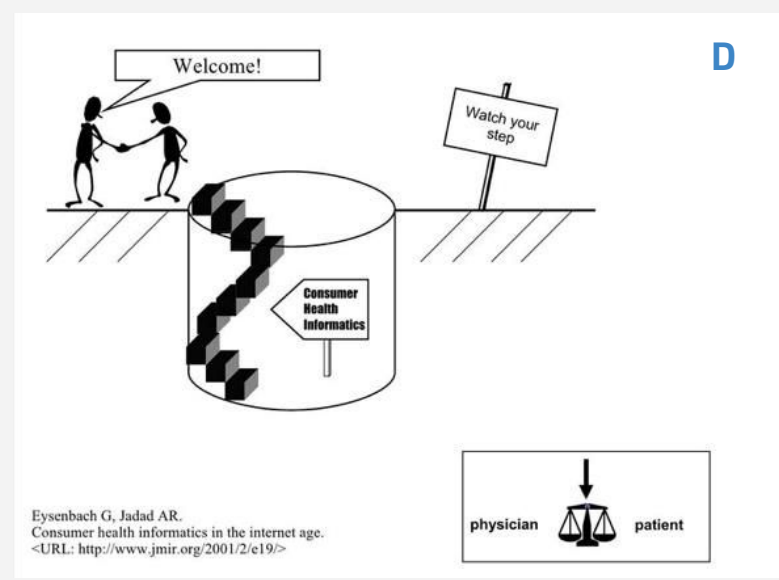 D
Welcome!
Watch your
step
Consumer
Health
Informatics
Eysenbach G, Jadad AR.
Consumer health informatics in the internet age.
<URL: http://www.jmir.org/2001/2/e19/>
physician patient